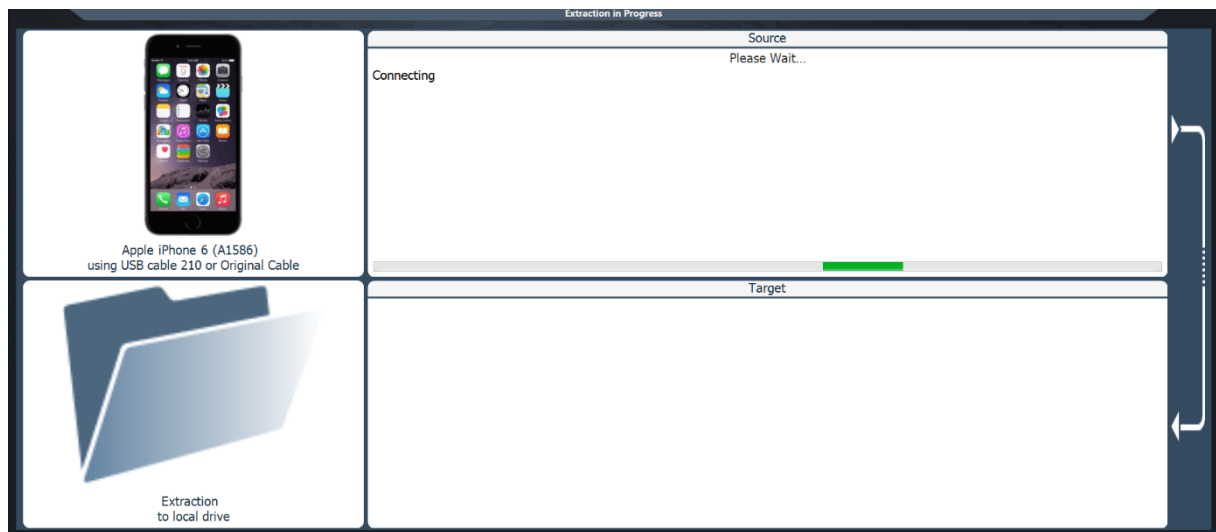 Extraction in Progress
Source
Please Wait...
Connecting
Apple iPhone 6 (A1586)
using USB cable 210 or Original Cable
Target
Extraction
to local drive